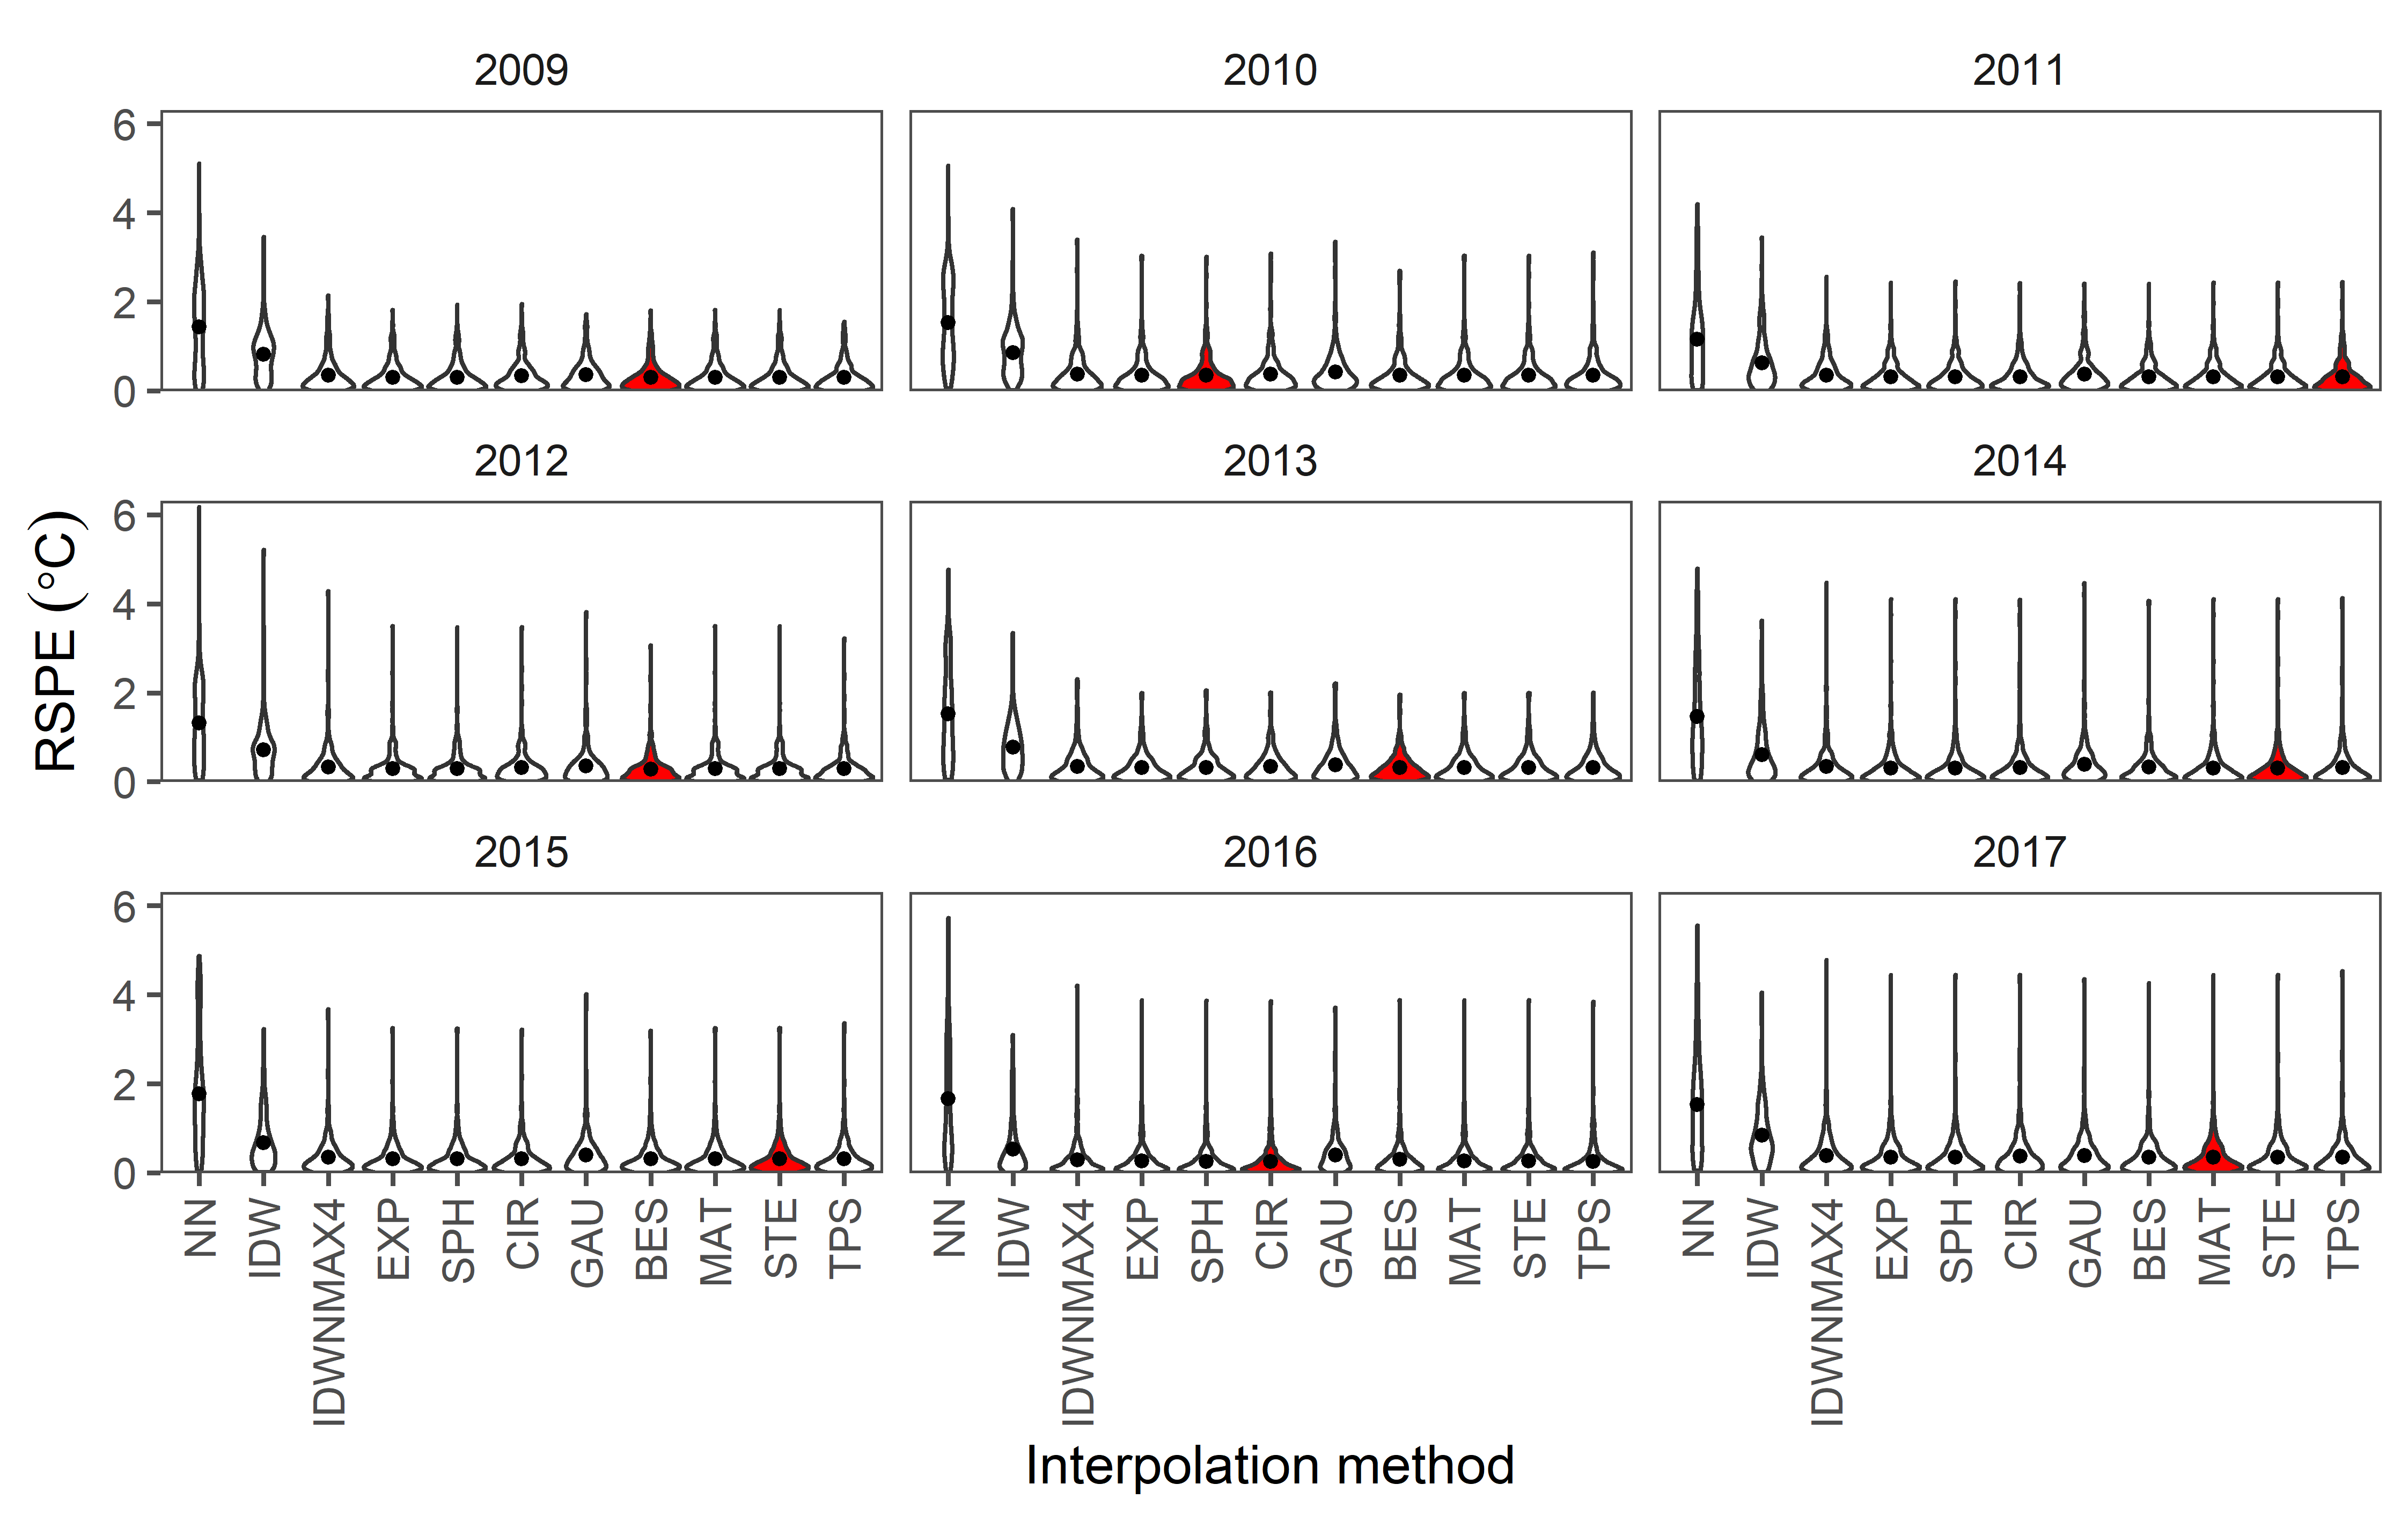 2009 2010 2011
6
4
2
0
2012 2013 2014
6
4
2
0
RSPE (°C)
2015 2016 2017
6
4
2
0
NN IDW IDWNMAX4 EXP SPH CIR GAU BES MAT STE TPS
NN IDW IDWNMAX4 EXP SPH CIR GAU BES MAT STE TPS
NN IDW IDWNMAX4 EXP SPH CIR GAU BES MAT STE TPS
Interpolation method